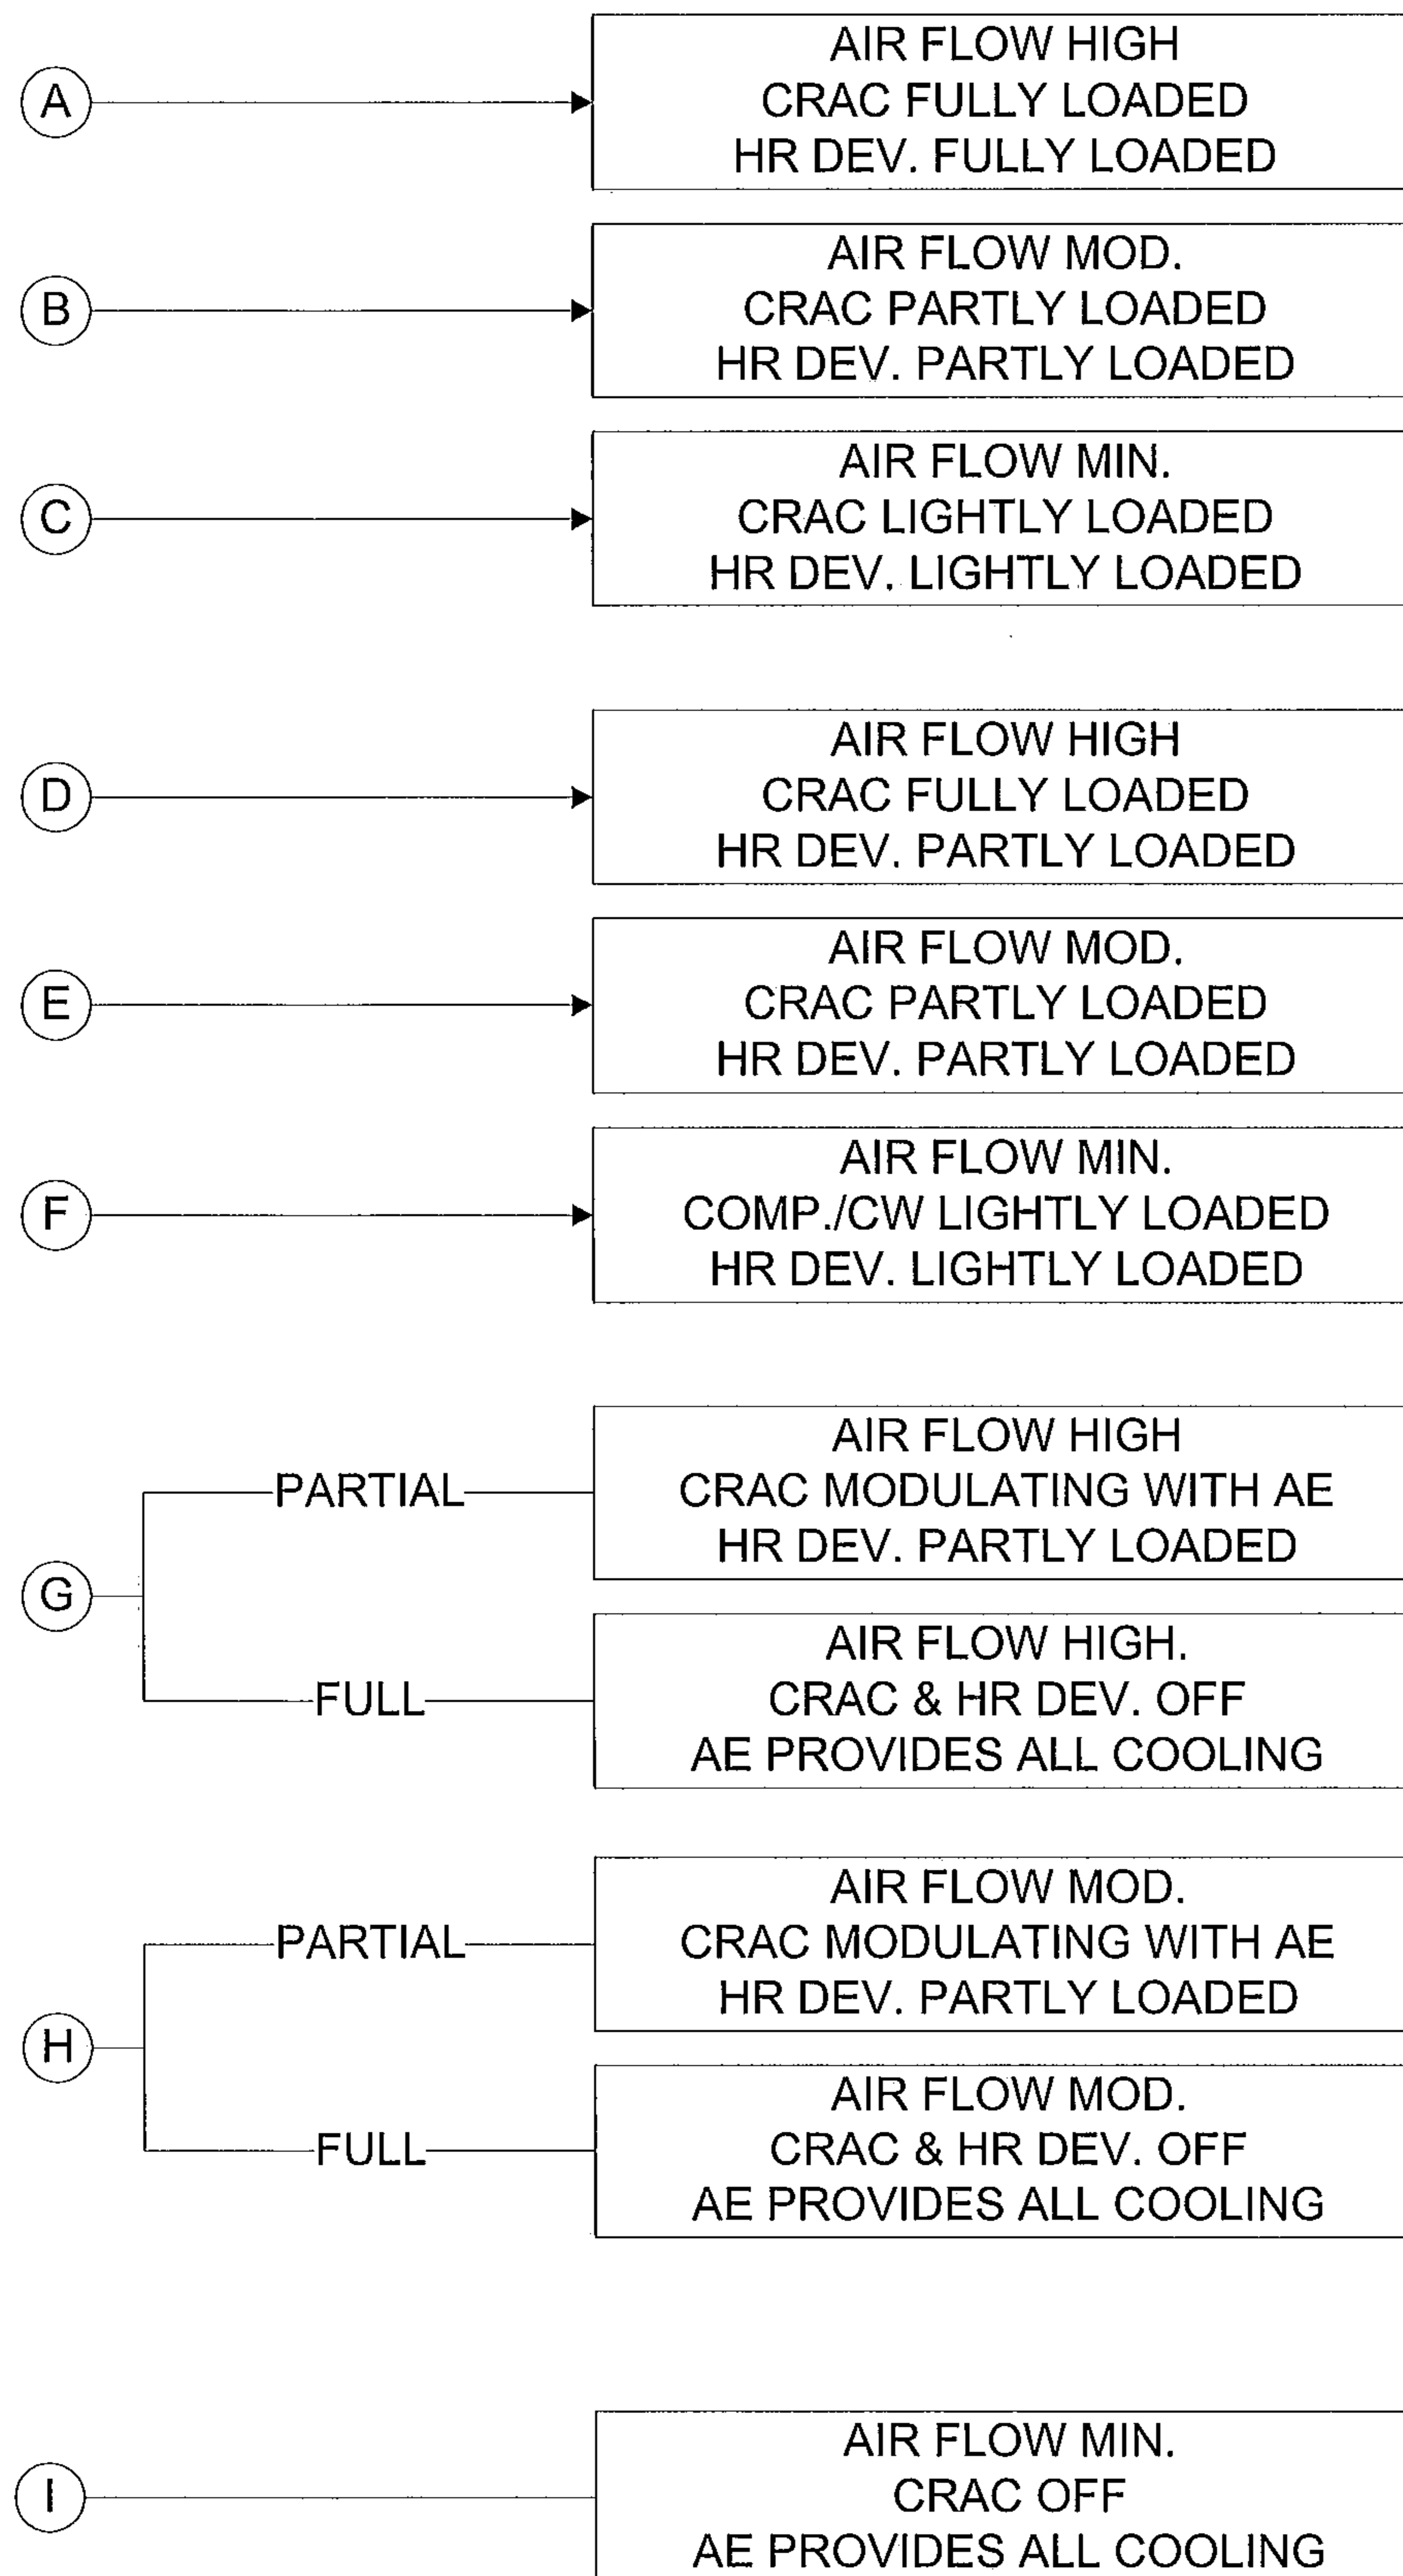 A
AIR FLOW HIGH
CRAC FULLY LOADED
HR DEV. FULLY LOADED
B
AIR FLOW MOD.
CRAC PARTLY LOADED
HR DEV. PARTLY LOADED
C
AIR FLOW MIN.
CRAC LIGHTLY LOADED
HR DEV. LIGHTLY LOADED
D
AIR FLOW HIGH
CRAC FULLY LOADED
HR DEV. PARTLY LOADED
E
AIR FLOW MOD.
CRAC PARTLY LOADED
HR DEV. PARTLY LOADED
F
AIR FLOW MIN.
COMP./CW LIGHTLY LOADED
HR DEV. LIGHTLY LOADED
G
PARTIAL
AIR FLOW HIGH
CRAC MODULATING WITH AE
HR DEV. PARTLY LOADED
FULL
AIR FLOW HIGH.
CRAC & HR DEV. OFF
AE PROVIDES ALL COOLING
H
PARTIAL
AIR FLOW MOD.
CRAC MODULATING WITH AE
HR DEV. PARTLY LOADED
FULL
AIR FLOW MOD.
CRAC & HR DEV. OFF
AE PROVIDES ALL COOLING
I
AIR FLOW MIN.
CRAC OFF
AE PROVIDES ALL COOLING